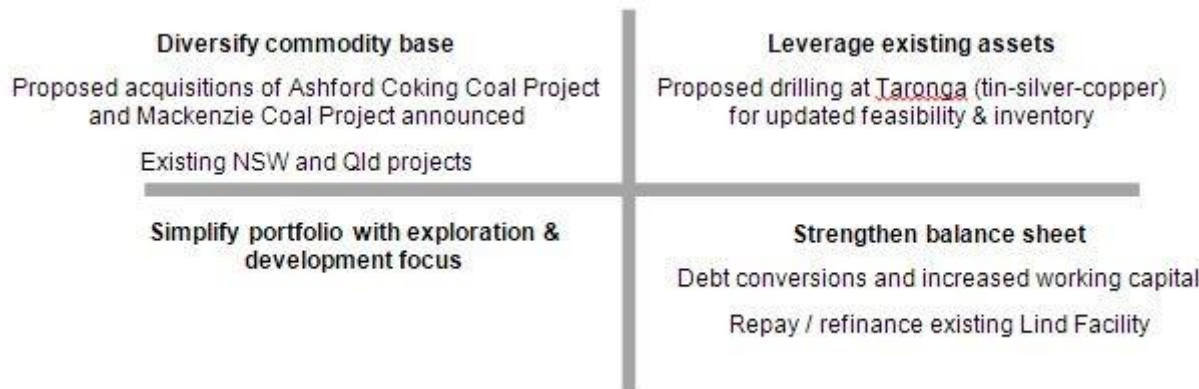 Diversify commodity base
Proposed acquisitions of Ashford Coking Coal Project
and Mackenzie Coal Project announced
Existing NSW and Qld projects
Leverage existing assets
Proposed drilling at Taronga (tin-silver-copper)
for updated feasibility & inventory
Simplify portfolio with exploration &
development focus
Strengthen balance sheet
Debt conversions and increased working capital
Repay / refinance existing Lind Facility